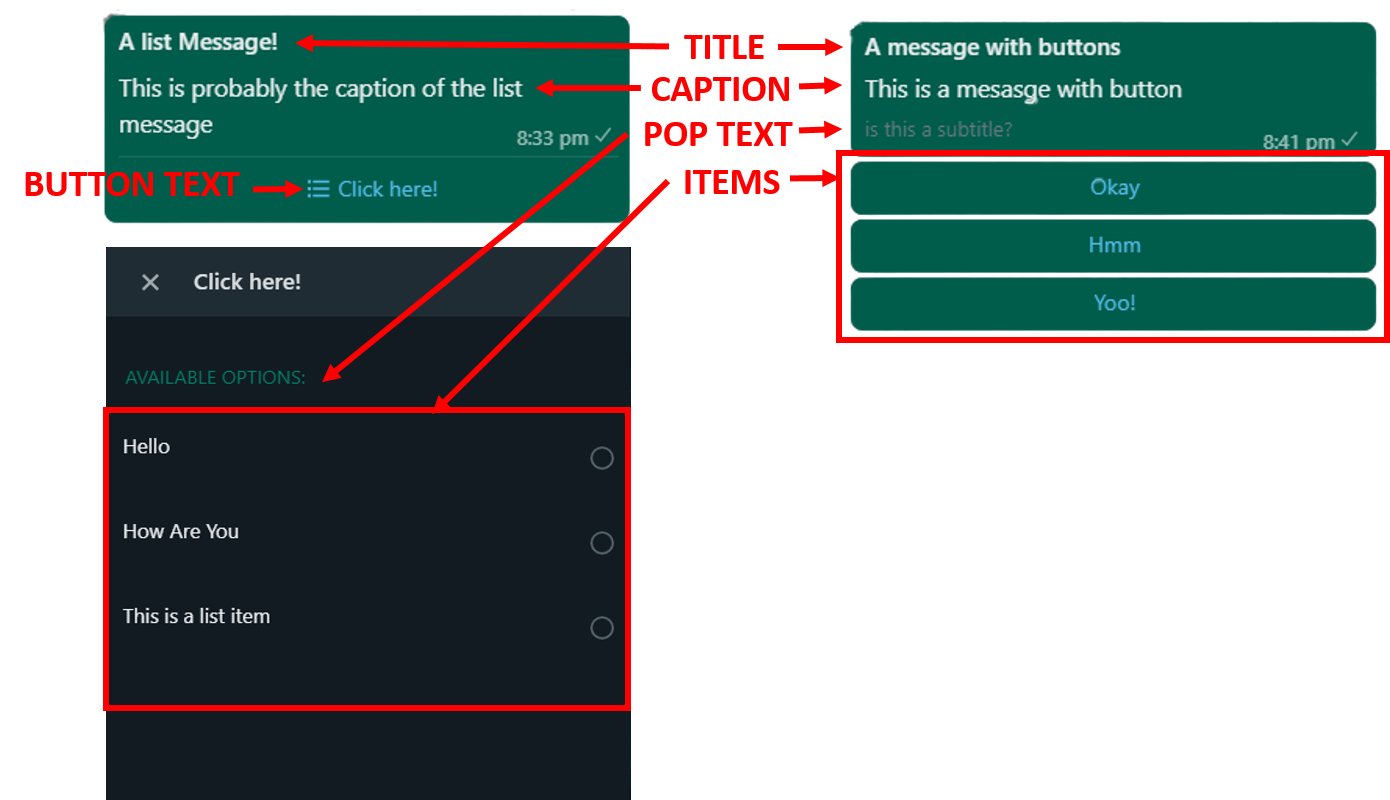 A list Message!
This is probably the caption of the list
message
8:33 pm
Click here!
BUTTON TEXT
TITLE
CAPTION
POP TEXT
ITEMS
A message with buttons
This is a mesasge with button
is this a subtitle?
8:41 pm
Okay
Hmm
Yoo!
Click here!
AVAILABLE OPTIONS:
Hello
How Are You
This is a list item